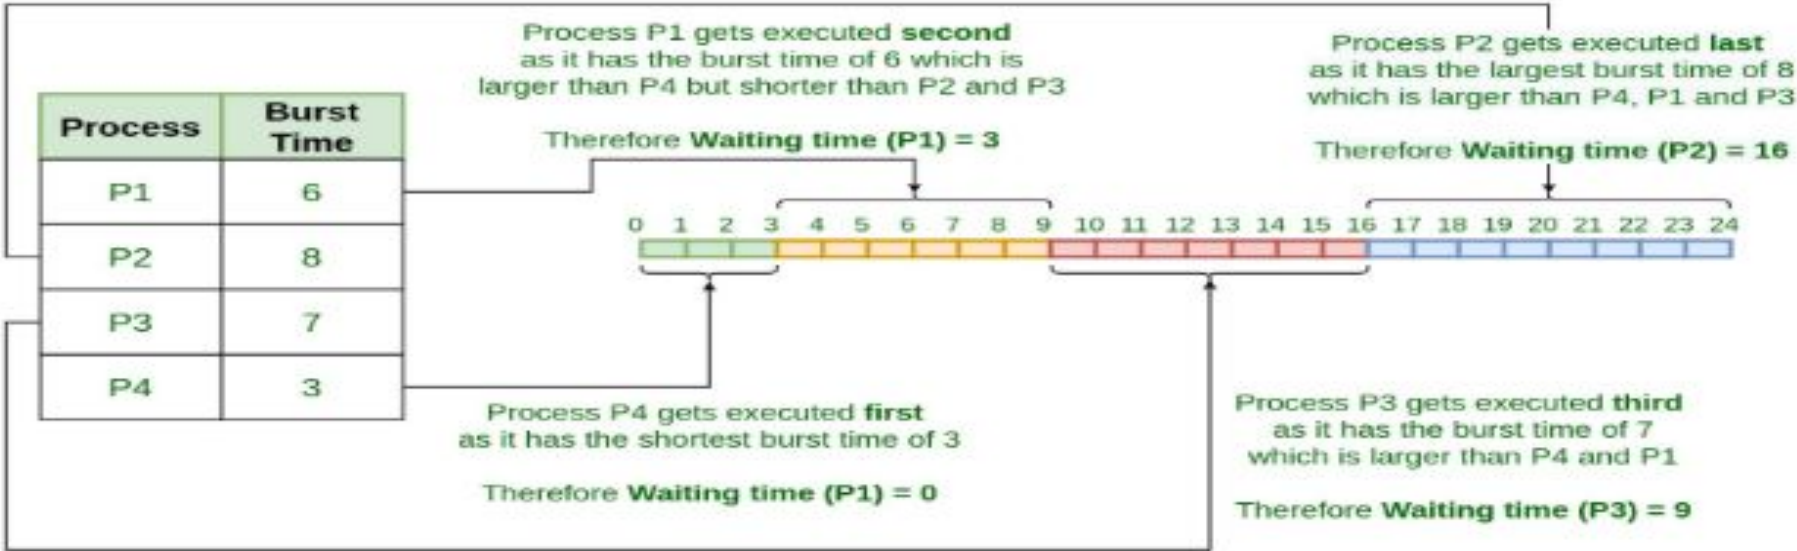 Process P1 gets executed second
as it has the burst time of 6 which is
larger than P4 but shorter than P2 and P3
Therefore Waiting time (P1) = 3
Process P2 gets executed last
as it has the largest burst time of 8
which is larger than P4, P1 and P3
Therefore Waiting time (P2) = 16
Process Burst Time
P1 6
P2 8
P3 7
P4 3
0 1 2 3 4 5 6 7 8 9 10 11 12 13 14 15 16 17 18 19 20 21 22 23 24
Process P4 gets executed first
as it has the shortest burst time of 3
Therefore Waiting time (P1) = 0
Process P3 gets executed third
as it has the burst time of 7
which is larger than P4 and P1
Therefore Waiting time (P3) = 9